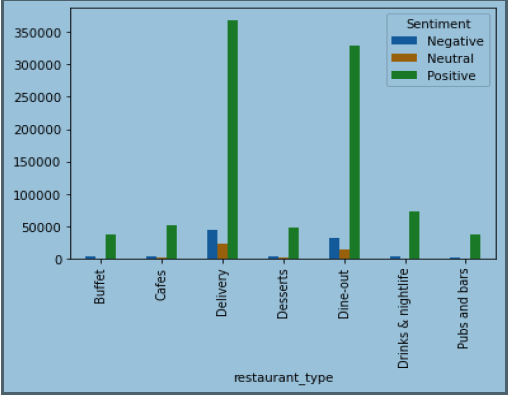 Sentiment
Negative
Neutral
Positive
350000
300000
250000
200000
150000
100000
50000
0
Buffet
Cafes
Delivery
Desserts
Dine-out
Drinks & nightlife
Pubs and bars
restaurant_type